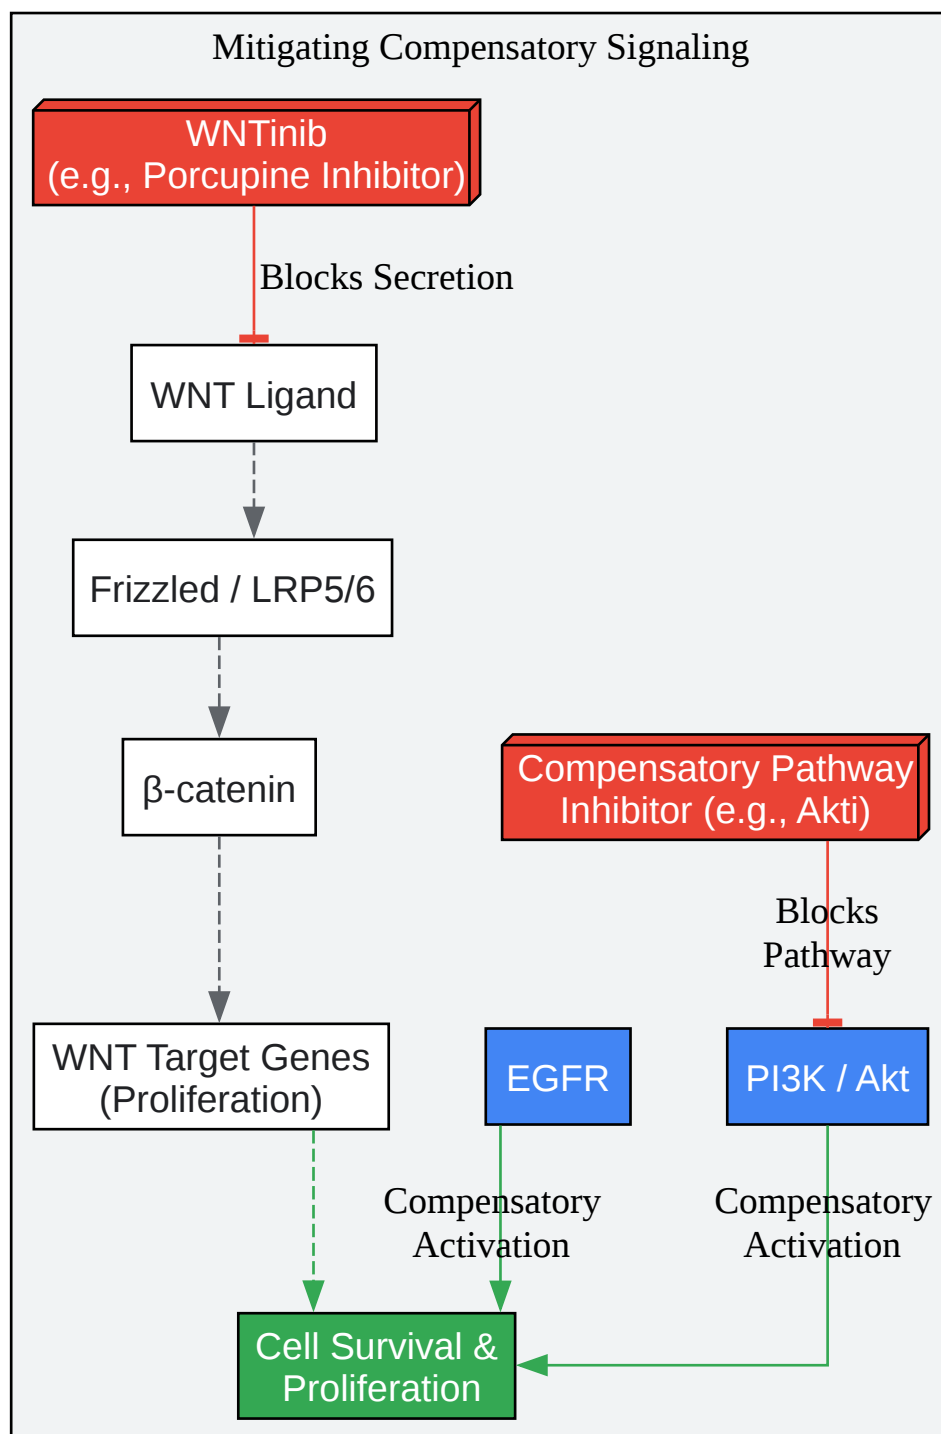 Mitigating Compensatory Signaling
WNTinib
(e.g., Porcupine Inhibitor)
Blocks Secretion
WNT Ligand
Frizzled / LRP5/6
β-catenin
Compensatory Pathway
Inhibitor (e.g., Akti)
Blocks
Pathway
WNT Target Genes
(Proliferation)
EGFR
PI3K / Akt
Compensatory
Activation
Compensatory
Activation
Cell Survival &
Proliferation